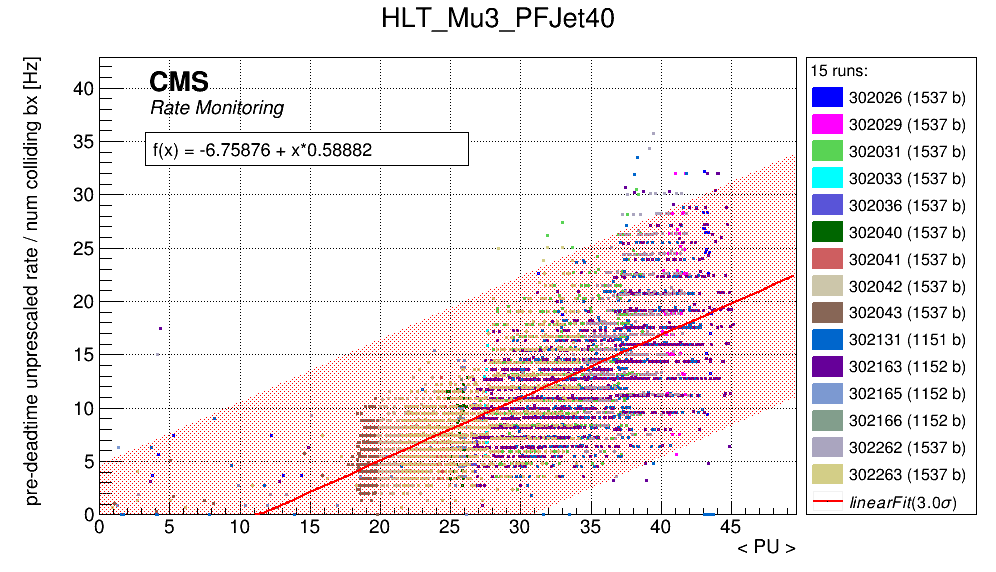 HLT_Mu3_PFJet40
pre-deadtime unprescaled rate / num colliding bx [Hz]
CMS
Rate Monitoring
f(x) = -6.75876 + x*0.58882
40
35
30
25
20
15
10
5
0
0 5 10 15 20 25 30 35 40 45
< PU >
15 runs:
302026 (1537 b)
302029 (1537 b)
302031 (1537 b)
302033 (1537 b)
302036 (1537 b)
302040 (1537 b)
302041 (1537 b)
302042 (1537 b)
302043 (1537 b)
302131 (1151 b)
302163 (1152 b)
302165 (1152 b)
302166 (1152 b)
302262 (1537 b)
302263 (1537 b)
linearFit(3.0σ)